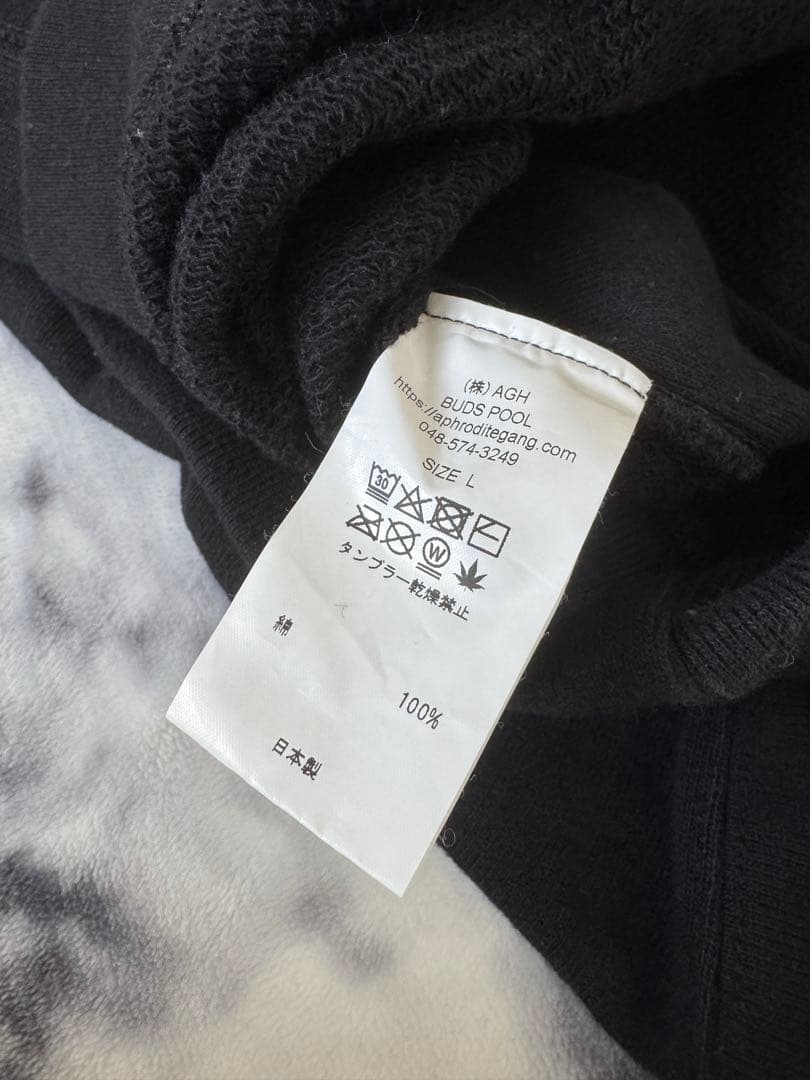 (株)AGH
BUDS POOL
https://aphroditegang.com
048-574-3249
SIZE L
30
W
タンブラー乾燥禁止
綿
100%
日本製